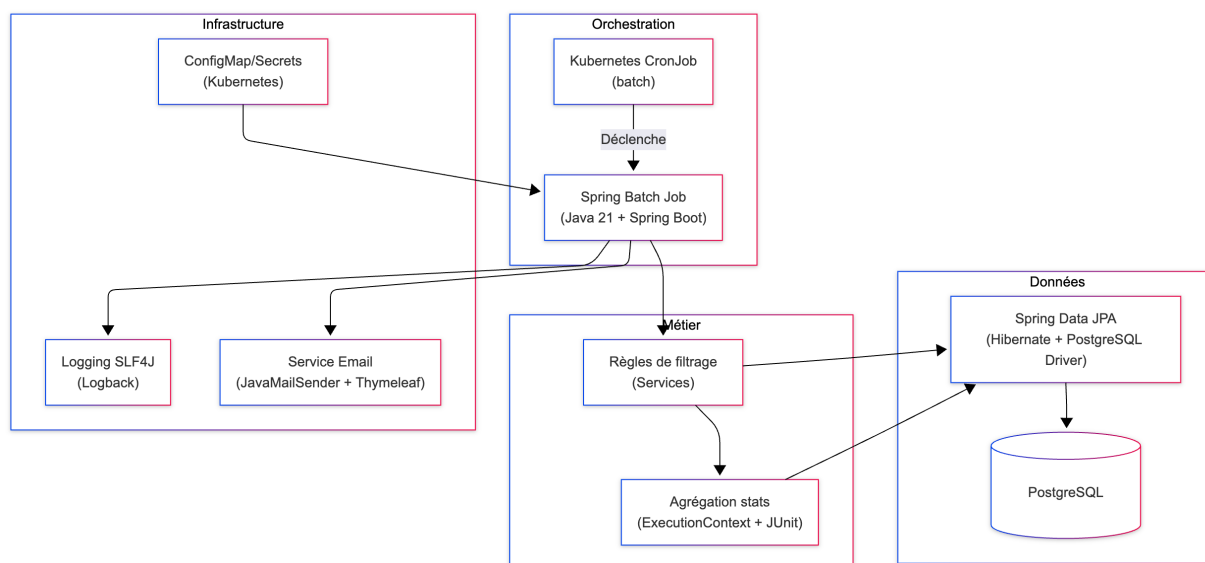 Infrastructure
ConfigMap/Secrets
(Kubernetes)
Orchestration
Kubernetes CronJob
(batch)
Déclenche
Spring Batch Job
(Java 21 + Spring Boot)
Logging SLF4J
(Logback)
Service Email
(JavaMailSender + Thymeleaf)
Métier
Règles de filtrage
(Services)
Agrégation stats
(ExecutionContext + JUnit)
Données
Spring Data JPA
(Hibernate + PostgreSQL
Driver)
PostgreSQL